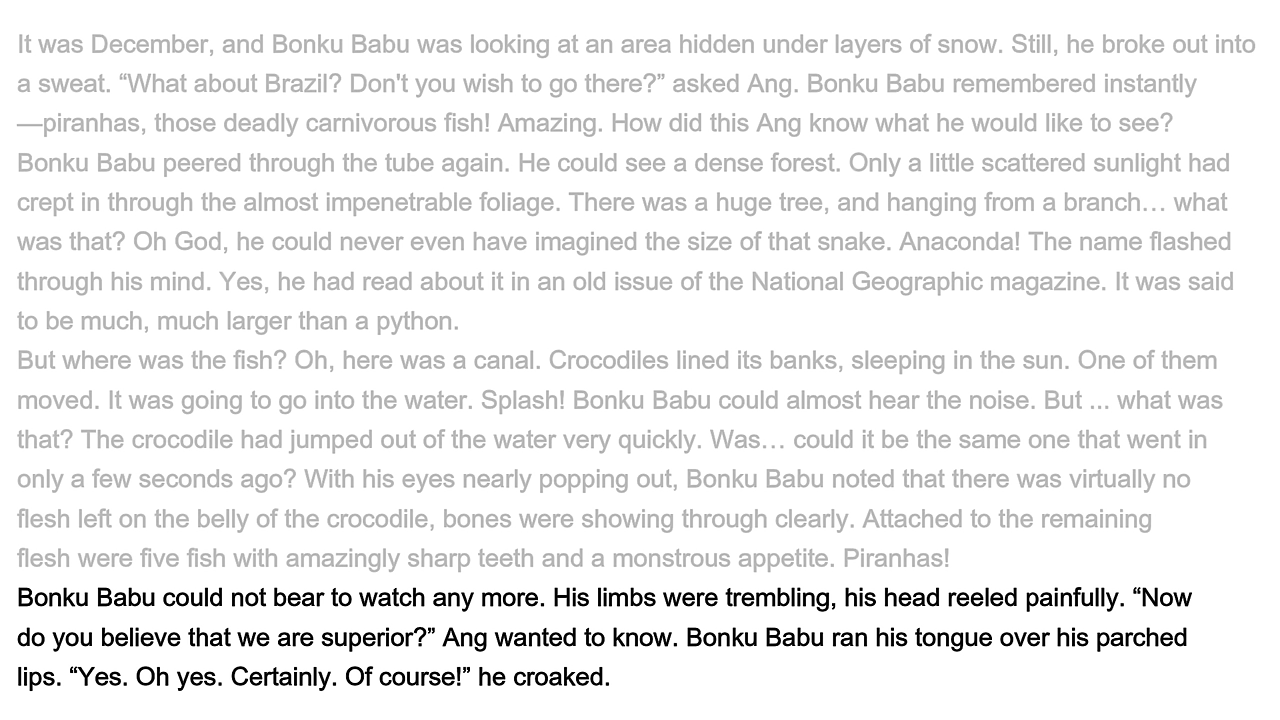 It was December, and Bonku Babu was looking at an area hidden under layers of snow. Still, he broke out into
a sweat. “What about Brazil? Don't you wish to go there?” asked Ang. Bonku Babu remembered instantly
—piranhas, those deadly carnivorous fish! Amazing. How did this Ang know what he would like to see?
Bonku Babu peered through the tube again. He could see a dense forest. Only a little scattered sunlight had
crept in through the almost impenetrable foliage. There was a huge tree, and hanging from a branch… what
was that? Oh God, he could never even have imagined the size of that snake. Anaconda! The name flashed
through his mind. Yes, he had read about it in an old issue of the National Geographic magazine. It was said
to be much, much larger than a python.
But where was the fish? Oh, here was a canal. Crocodiles lined its banks, sleeping in the sun. One of them
moved. It was going to go into the water. Splash! Bonku Babu could almost hear the noise. But ... what was
that? The crocodile had jumped out of the water very quickly. Was… could it be the same one that went in
only a few seconds ago? With his eyes nearly popping out, Bonku Babu noted that there was virtually no
flesh left on the belly of the crocodile, bones were showing through clearly. Attached to the remaining
flesh were five fish with amazingly sharp teeth and a monstrous appetite. Piranhas!
Bonku Babu could not bear to watch any more. His limbs were trembling, his head reeled painfully. “Now
do you believe that we are superior?” Ang wanted to know. Bonku Babu ran his tongue over his parched
lips. “Yes. Oh yes. Certainly. Of course!” he croaked.